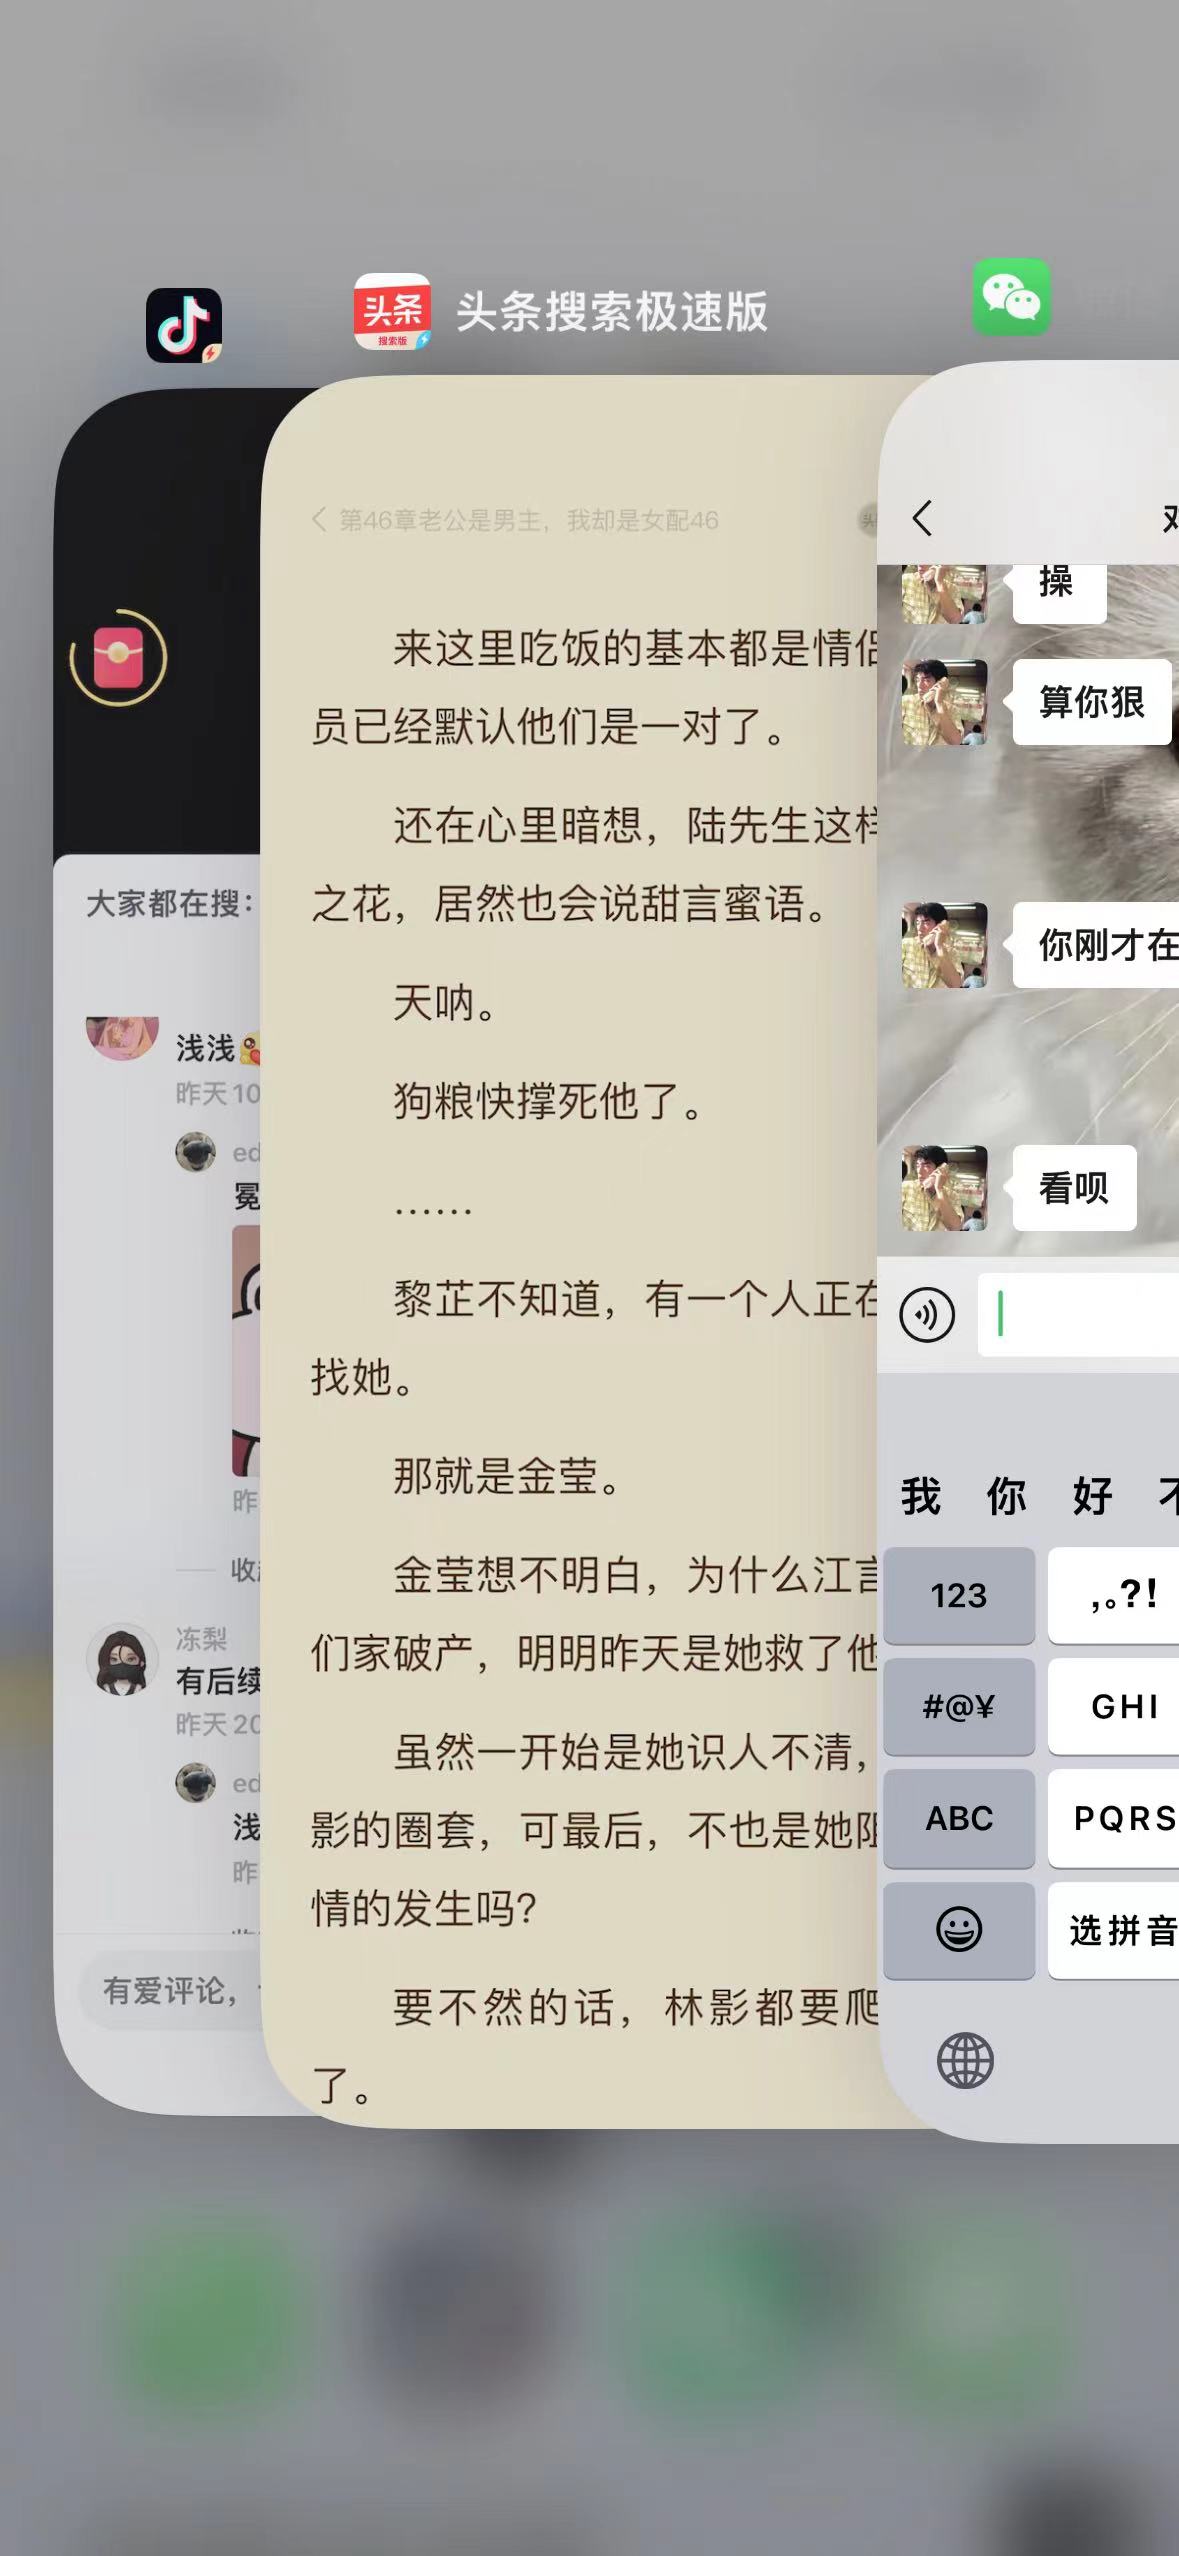 头条
搜索版
头条搜索极速版
大家都在搜：
浅浅
昨天10
ed
冤
昨
收
冻梨
有后续
昨天20
ed
浅
昨
有爱评论，
第46章老公是男主，我却是女配46
头
来这里吃饭的基本都是情侣
员已经默认他们是一对了。
还在心里暗想，陆先生这样
之花，居然也会说甜言蜜语。
天呐。
狗粮快撑死他了。
……
黎芷不知道，有一个人正在
找她。
那就是金莹。
金莹想不明白，为什么江言
们家破产，明明昨天是她救了他
虽然一开始是她识人不清，
影的圈套，可最后，不也是她阻
情的发生吗？
要不然的话，林影都要爬
了。
操
算你狠
你刚才在
看呗
我 你 好 不
123
,。?!
#@¥
GHI
ABC
PQRS
选拼音